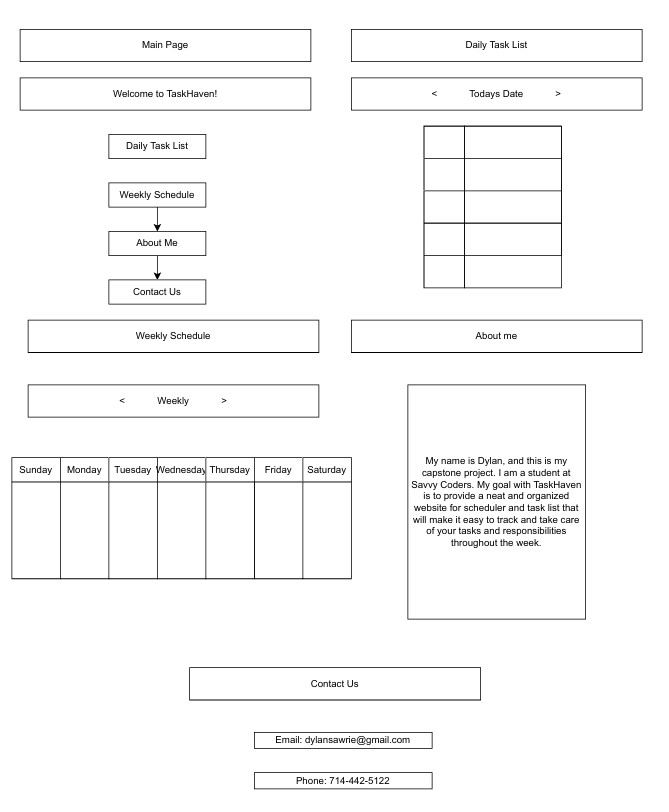 Main Page
Welcome to TaskHaven!
Daily Task List
Weekly Schedule
About Me
Contact Us
Daily Task List
< Todays Date >
Weekly Schedule
< Weekly >
Sunday Monday Tuesday Wednesday Thursday Friday Saturday
About me
My name is Dylan, and this is my
capstone project. I am a student at
Savvy Coders. My goal with TaskHaven
is to provide a neat and organized
website for scheduler and task list that
will make it easy to track and take care
of your tasks and responsibilities
throughout the week.
Contact Us
Email: dylansawrie@gmail.com
Phone: 714-442-5122